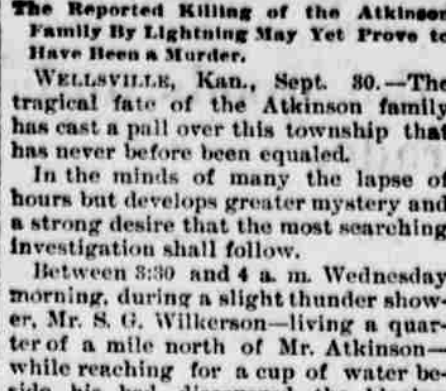 The Reported Killing of the Atkinson
Family By Lightning May Yet Prove to
Have Been a Murder.
WELLSVILLE, Kan., Sept. 30.—The
tragical fate of the Atkinson family
has cast a pall over this township that
has never before been equaled.
In the minds of many the lapse of
hours but develops greater mystery and
a strong desire that the most searching
investigation shall follow.
Between 3:30 and 4 a. m. Wednesday
morning, during a slight thunder show-
er, Mr. S. G. Wilkerson—living a quar-
ter of a mile north of Mr. Atkinson—
while reaching for a cup of water be-
side his bed